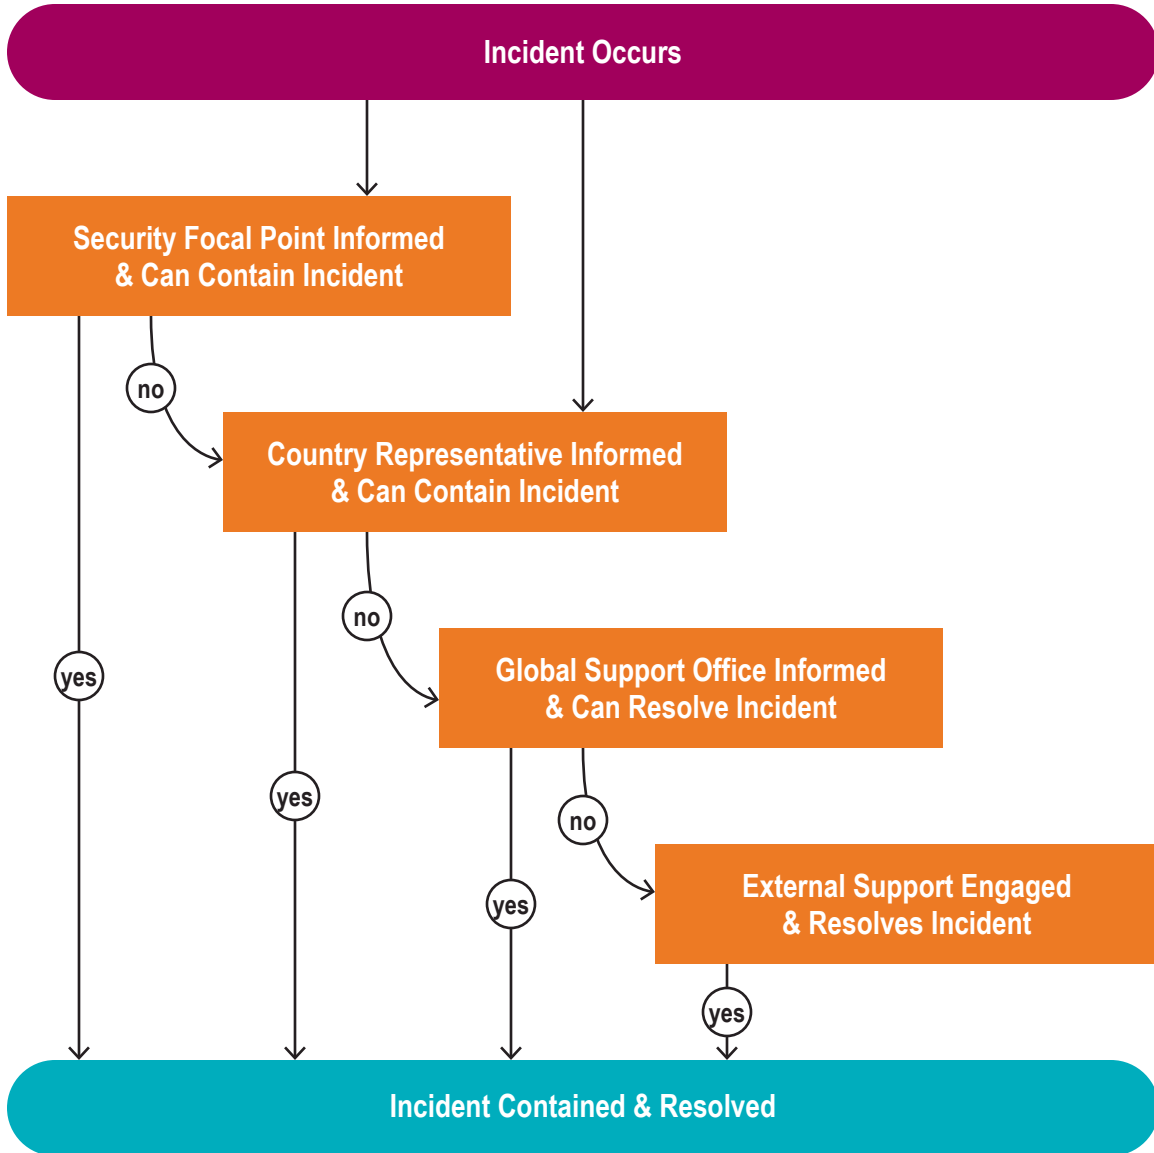 Incident Occurs
Security Focal Point Informed
& Can Contain Incident
no
Country Representative Informed
& Can Contain Incident
no
yes
Global Support Office Informed
& Can Resolve Incident
yes
no
External Support Engaged
& Resolves Incident
yes
yes
Incident Contained & Resolved